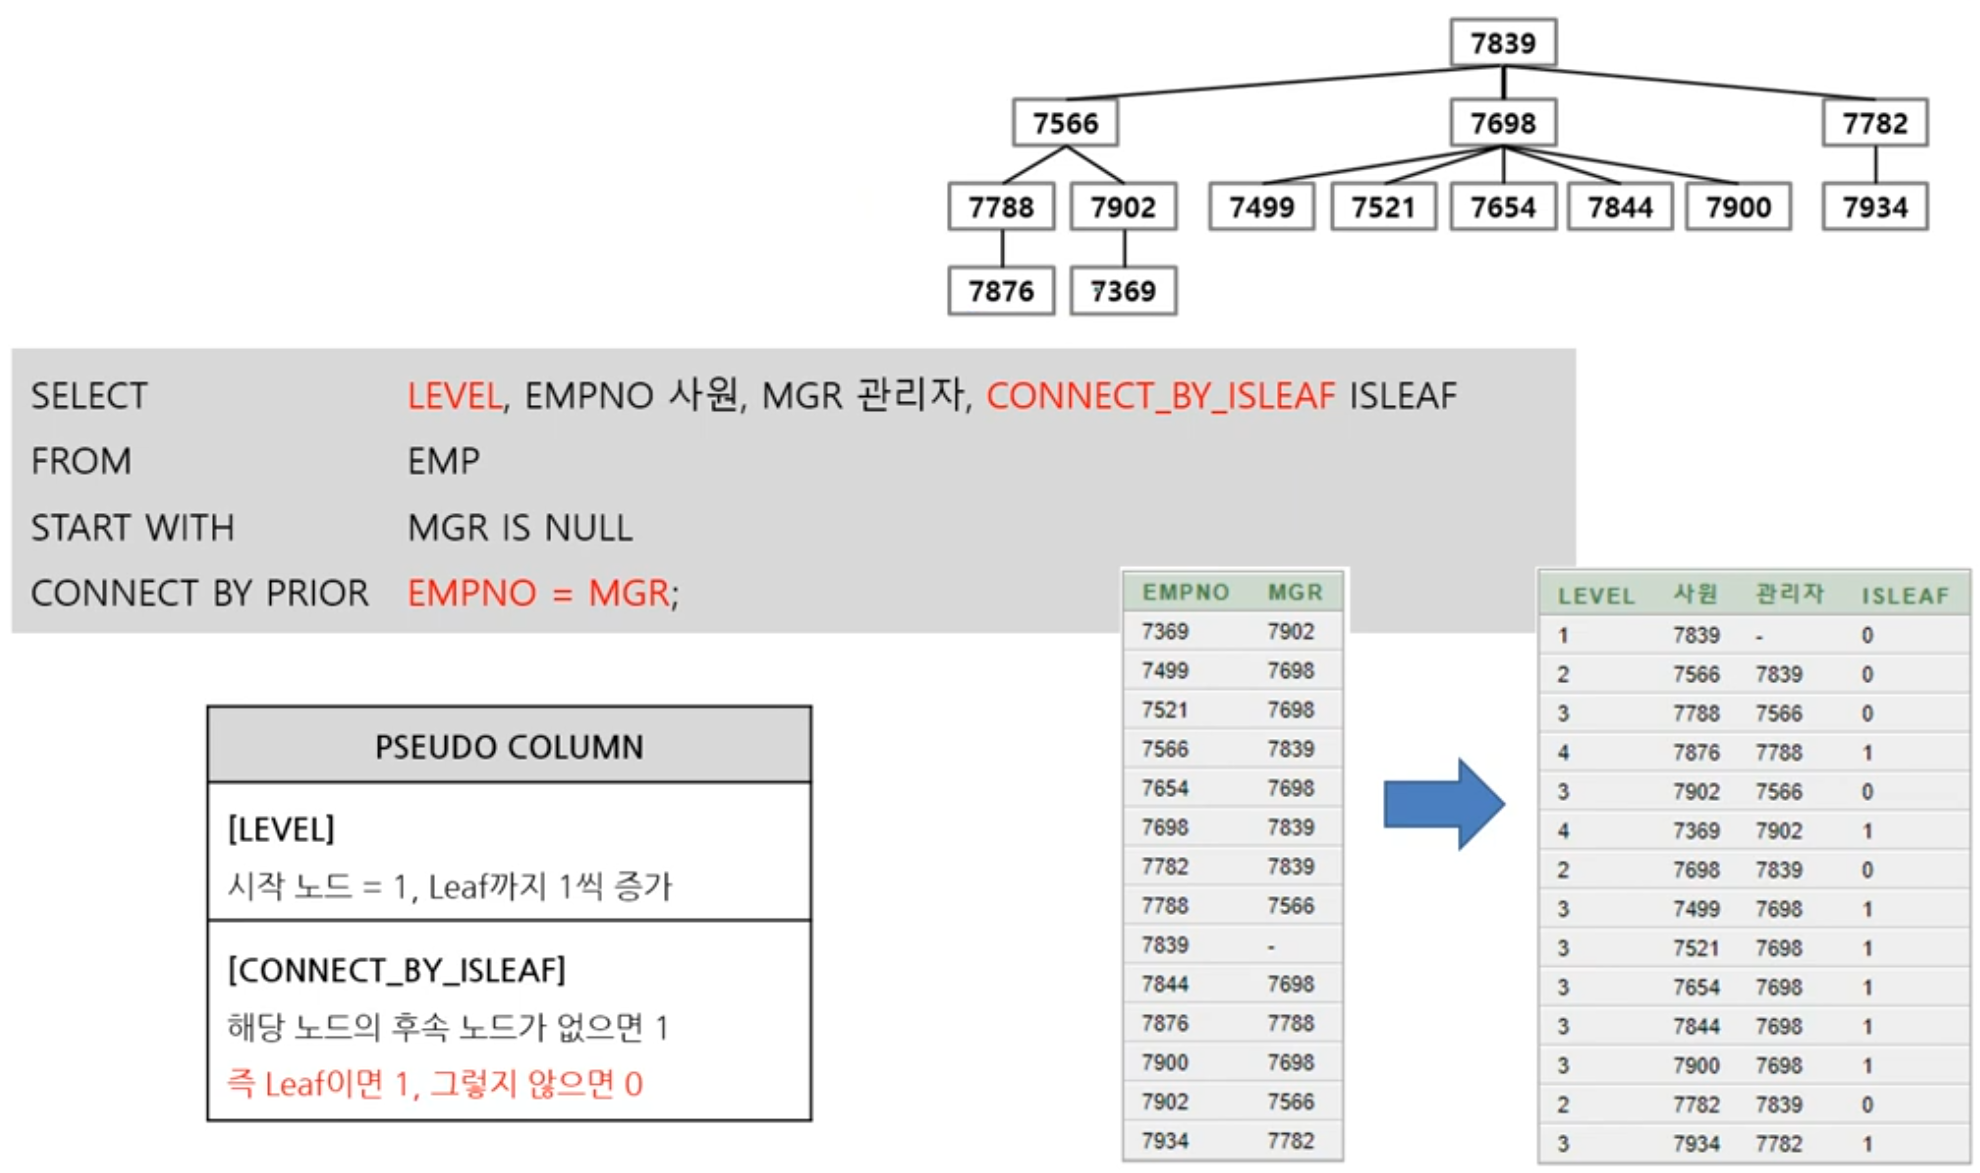 7839
7566 7698 7782
7788 7902 7499 7521 7654 7844 7900 7934
7876 7369
SELECT LEVEL, EMPNO 사원, MGR 관리자, CONNECT_BY_ISLEAF ISLEAF
FROM EMP
START WITH MGR IS NULL
CONNECT BY PRIOR EMPNO = MGR;
PSEUDO COLUMN
[LEVEL]
시작 노드 = 1, Leaf까지 1씩 증가
[CONNECT_BY_ISLEAF]
해당 노드의 후속 노드가 없으면 1
즉 Leaf이면 1, 그렇지 않으면 0
EMPNO MGR
7369 7902
7499 7698
7521 7698
7566 7839
7654 7698
7698 7839
7782 7839
7788 7566
7839 -
7844 7698
7876 7788
7900 7698
7902 7566
7934 7782
LEVEL 사원 관리자 ISLEAF
1 7839 - 0
2 7566 7839 0
3 7788 7566 0
4 7876 7788 1
3 7902 7566 0
4 7369 7902 1
2 7698 7839 0
3 7499 7698 1
3 7521 7698 1
3 7654 7698 1
3 7844 7698 1
3 7900 7698 1
2 7782 7839 0
3 7934 7782 1